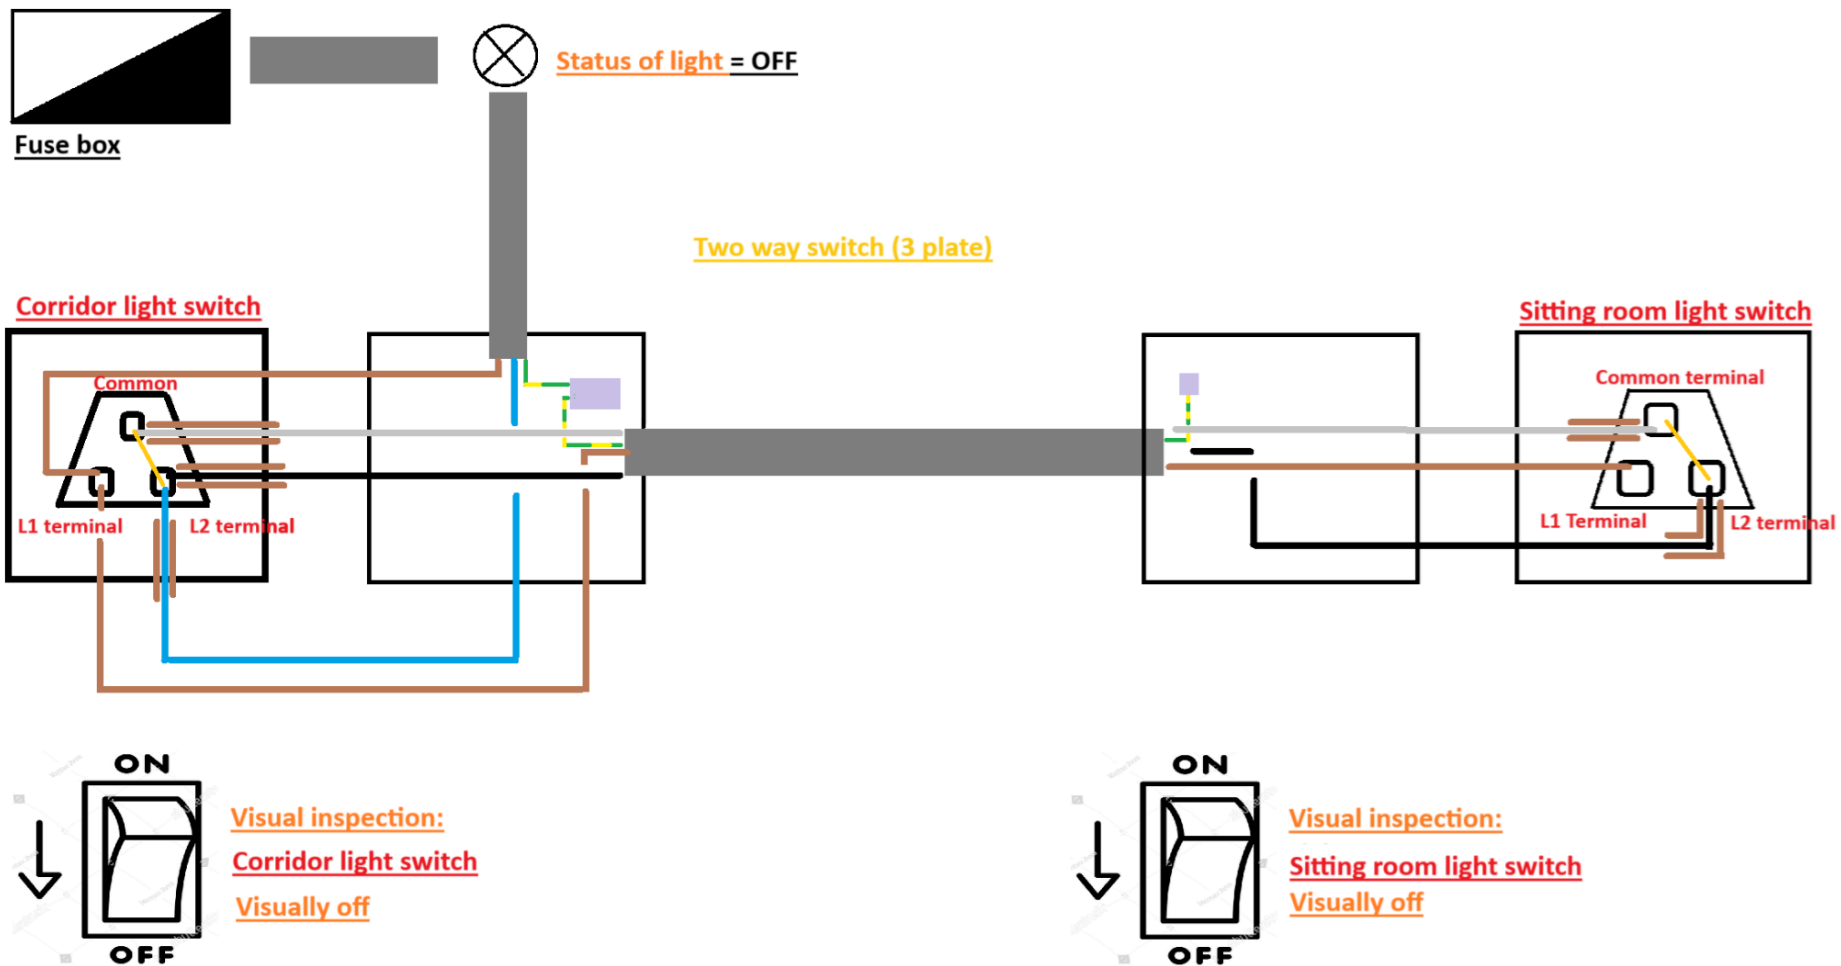 Status of light = OFF
Fuse box
Two way switch (3 plate)
Corridor light switch
Sitting room light switch
Common
Common terminal
L1 terminal
L2 terminal
L1 Terminal
L2 terminal
ON
Visual inspection:
Corridor light switch
Visually off
OFF
ON
Visual inspection:
Sitting room light switch
Visually off
OFF